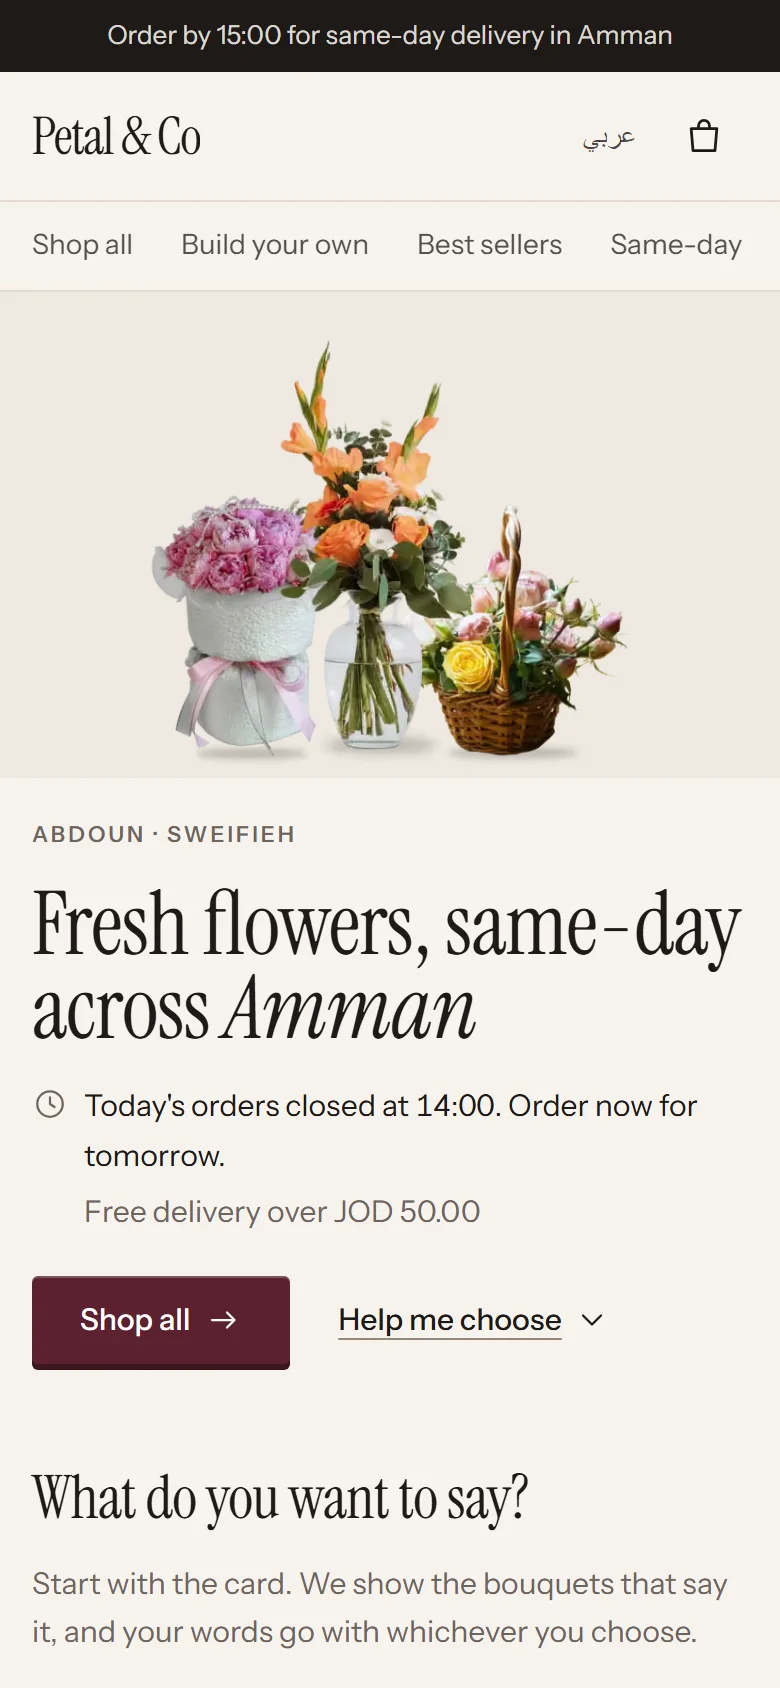 Order by 15:00 for same-day delivery in Amman
Petal & Co
عربي
Shop all Build your own Best sellers Same-day
ABDOUN · SWEIFIEH
Fresh flowers, same-day
across Amman
Today's orders closed at 14:00. Order now for
tomorrow.
Free delivery over JOD 50.00
Shop all →
Help me choose
What do you want to say?
Start with the card. We show the bouquets that say
it, and your words go with whichever you choose.